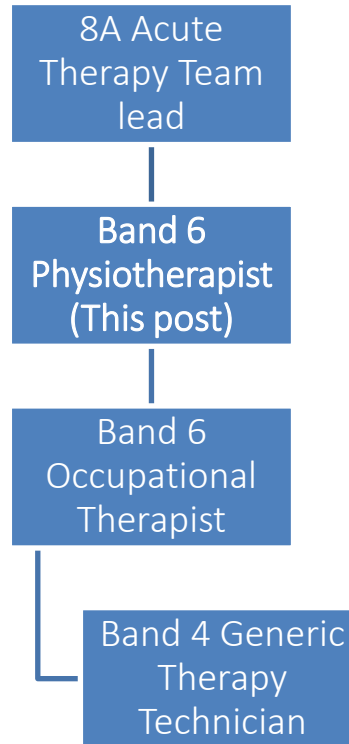 8A Acute
Therapy Team
lead
Band 6
Physiotherapist
(This post)
Band 6
Occupational
Therapist
Band 4 Generic
Therapy
Technician